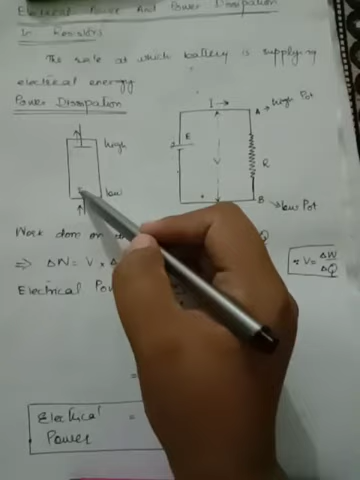 Electrical Power And Power Dissipation
In Resistors
The rate at which battery is supplying
electrical energy
Power Dissipation
I →
A → high Pot
high
E
V
R
low
+
B → low Pot
Work done on
Q
⇒ ΔW = V × Δ
∵ V = ΔW/ΔQ
Electrical Po
=
Electrical =
Power